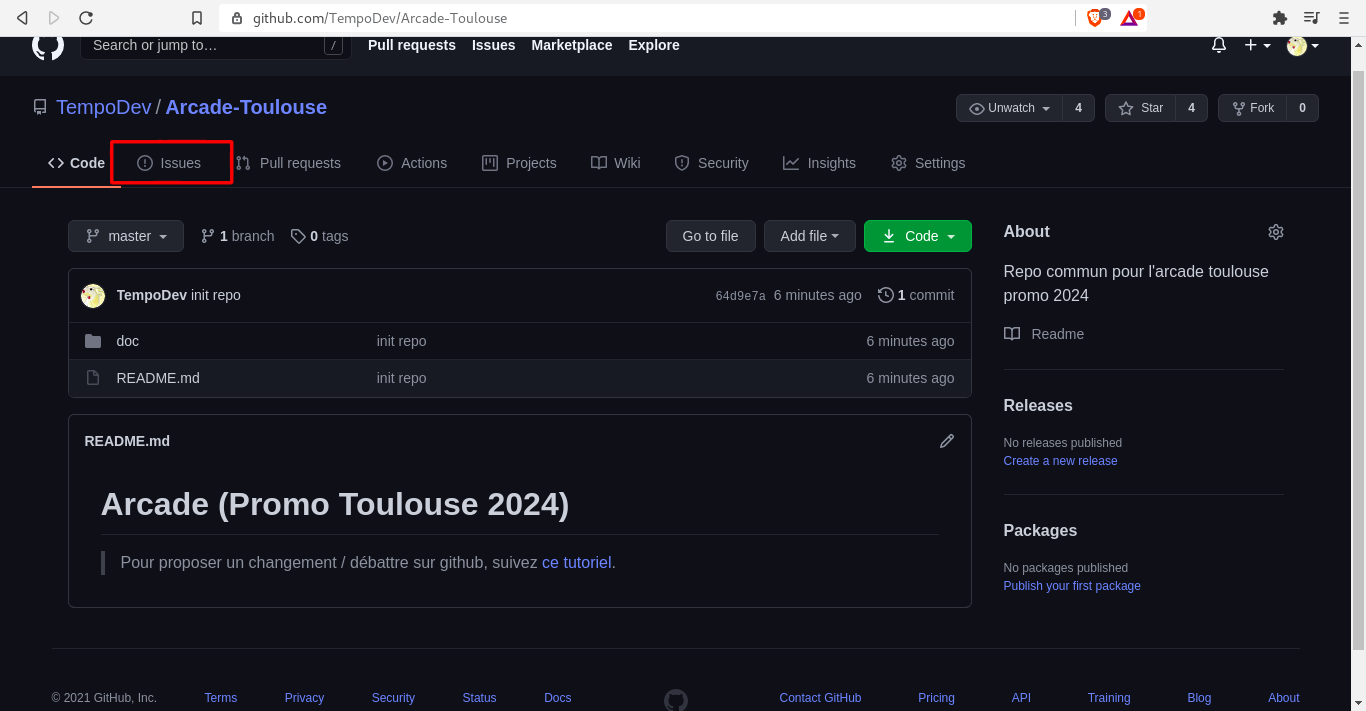 github.com/TempoDev/Arcade-Toulouse 3 1
Search or jump to… / Pull requests Issues Marketplace Explore
TempoDev / Arcade-Toulouse Unwatch 4 Star 4 Fork 0
Code Issues Pull requests Actions Projects Wiki Security Insights Settings
master 1 branch 0 tags Go to file Add file Code
About
Repo commun pour l'arcade toulouse
promo 2024
Readme
TempoDev init repo 64d9e7a 6 minutes ago 1 commit
doc init repo 6 minutes ago
README.md init repo 6 minutes ago
Releases
No releases published
Create a new release
README.md
Arcade (Promo Toulouse 2024)
Pour proposer un changement / débattre sur github, suivez ce tutoriel.
Packages
No packages published
Publish your first package
© 2021 GitHub, Inc. Terms Privacy Security Status Docs Contact GitHub Pricing API Training Blog About